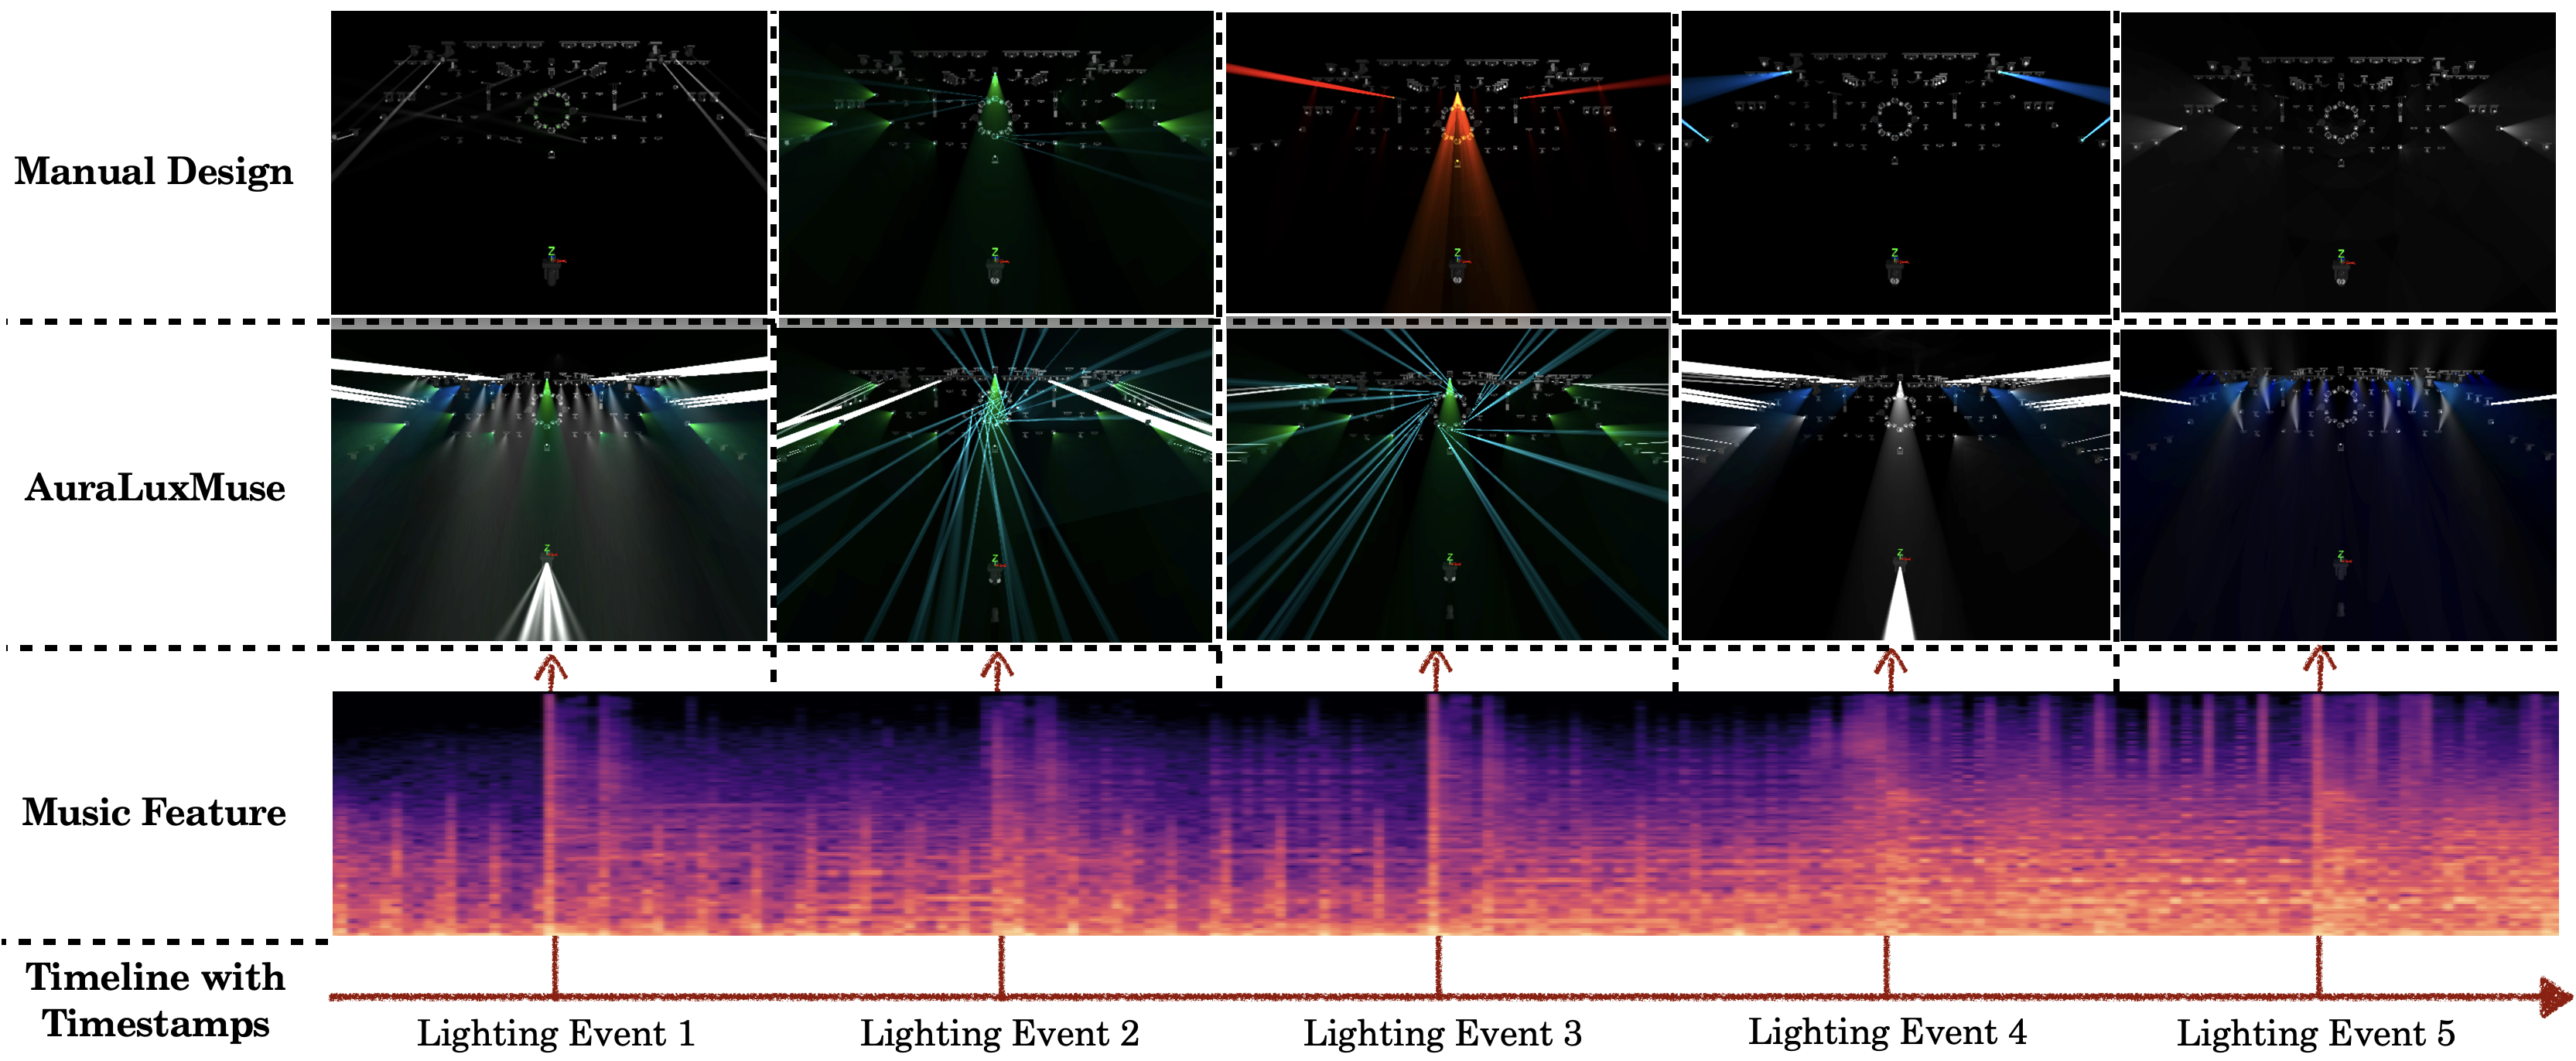 Manual Design
Z
Z
Z
Z
Z
AuraLuxMuse
Z
Z
Z
Z
Z
Music Feature
Timeline with
Timestamps
Lighting Event 1
Lighting Event 2
Lighting Event 3
Lighting Event 4
Lighting Event 5